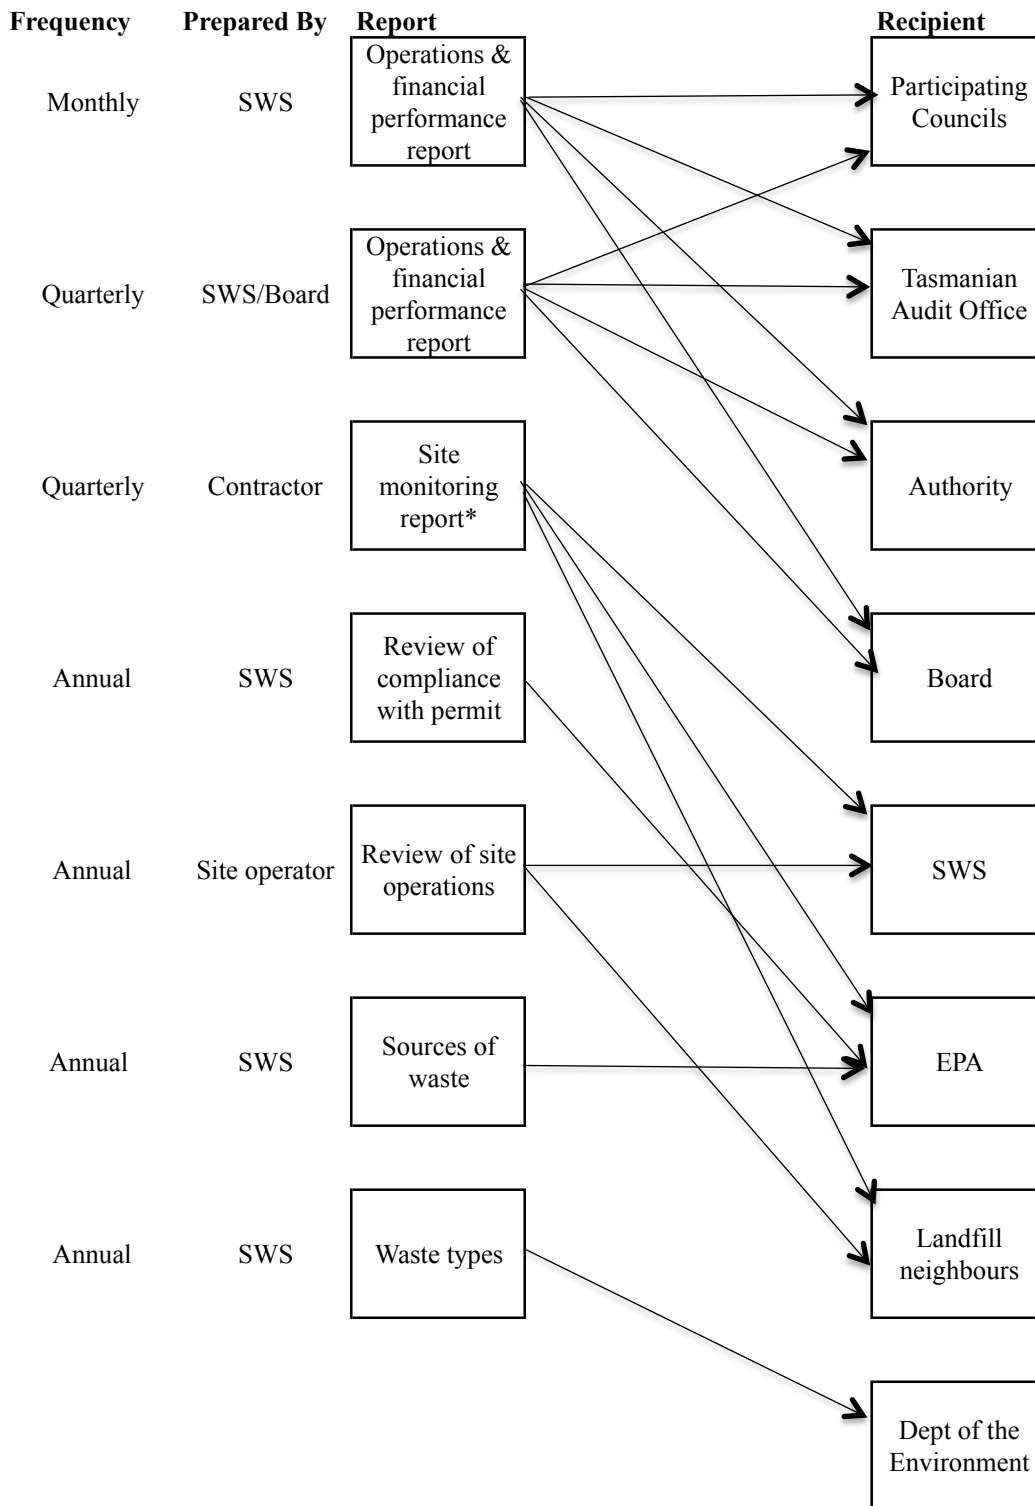 Frequency Prepared By Report Recipient
Operations &
financial
performance
report
Monthly SWS
Participating
Councils
Operations &
financial
performance
report
Quarterly SWS/Board
Tasmanian
Audit Office
Site
monitoring
report*
Quarterly Contractor
Authority
Review of
compliance
with permit
Annual SWS
Board
Review of site
operations
Annual Site operator
SWS
Sources of
waste
Annual SWS
EPA
Annual SWS
Waste types
Landfill
neighbours
Dept of the
Environment